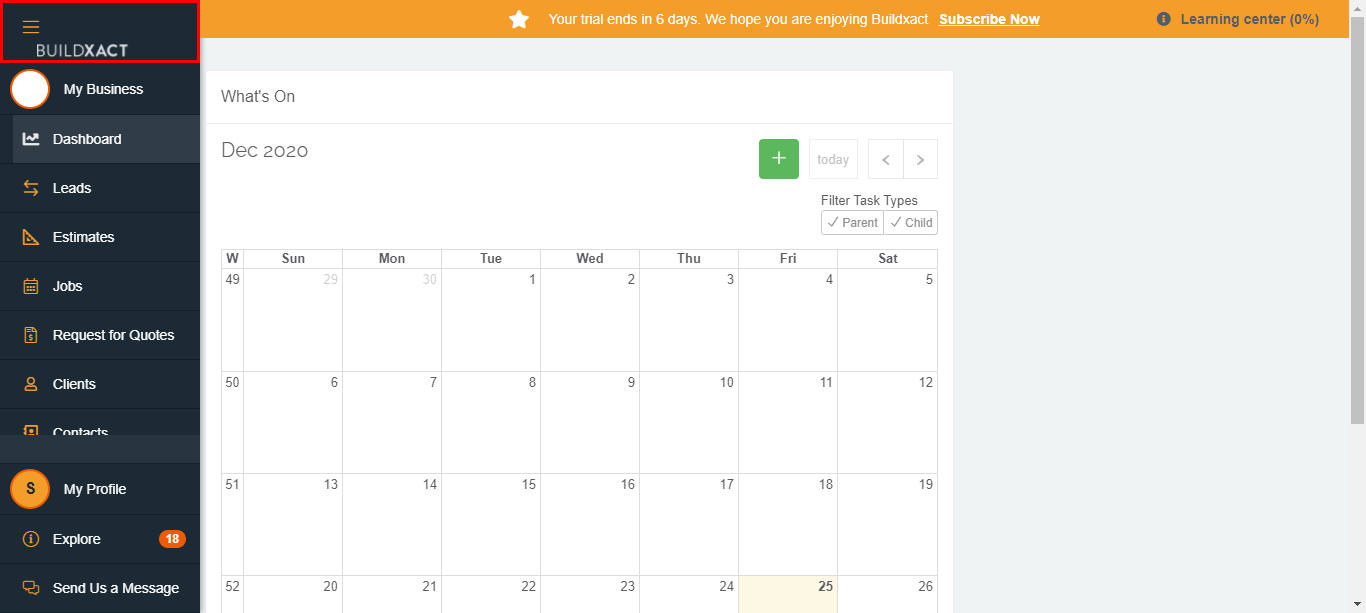 BUILDXACT
Your trial ends in 6 days. We hope you are enjoying Buildxact Subscribe Now
Learning center (0%)
My Business
Dashboard
Leads
Estimates
Jobs
Request for Quotes
Clients
Contacts
S My Profile
Explore 18
Send Us a Message
What's On
Dec 2020
+ today < >
Filter Task Types
✓ Parent ✓ Child
W Sun Mon Tue Wed Thu Fri Sat
49 29 30 1 2 3 4 5
50 6 7 8 9 10 11 12
51 13 14 15 16 17 18 19
52 20 21 22 23 24 25 26